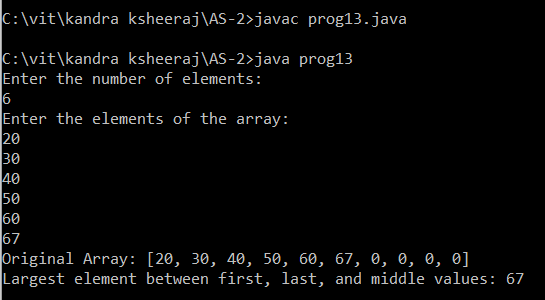 C:\vit\kandra ksheeraj\AS-2>javac prog13.java
C:\vit\kandra ksheeraj\AS-2>java prog13
Enter the number of elements:
6
Enter the elements of the array:
20
30
40
50
60
67
Original Array: [20, 30, 40, 50, 60, 67, 0, 0, 0, 0]
Largest element between first, last, and middle values: 67